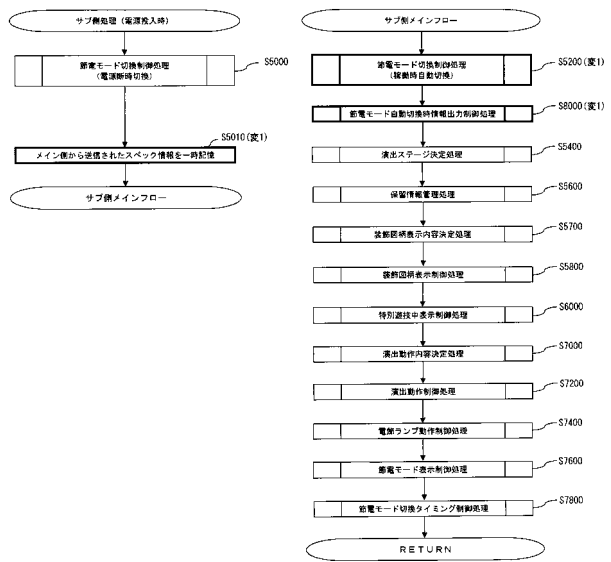 サブ側処理(電源投入時)
節電モード切換制御処理
(電源断時切換)
S5000
S5010(変1)
メイン側から送信されたスペック情報を一時記憶
サブ側メインフロー
サブ側メインフロー
節電モード切換制御処理
(稼働時自動切換)
S5200(変1)
節電モード自動切換時情報出力制御処理
S8000(変1)
演出ステージ決定処理
S5400
保留情報管理処理
S5600
装飾図柄表示内容決定処理
S5700
装飾図柄表示制御処理
S5800
特別遊技中表示制御処理
S6000
演出動作内容決定処理
S7000
演出動作制御処理
S7200
電飾ランプ動作制御処理
S7400
節電モード表示制御処理
S7600
節電モード切換タイミング制御処理
S7800
RETURN